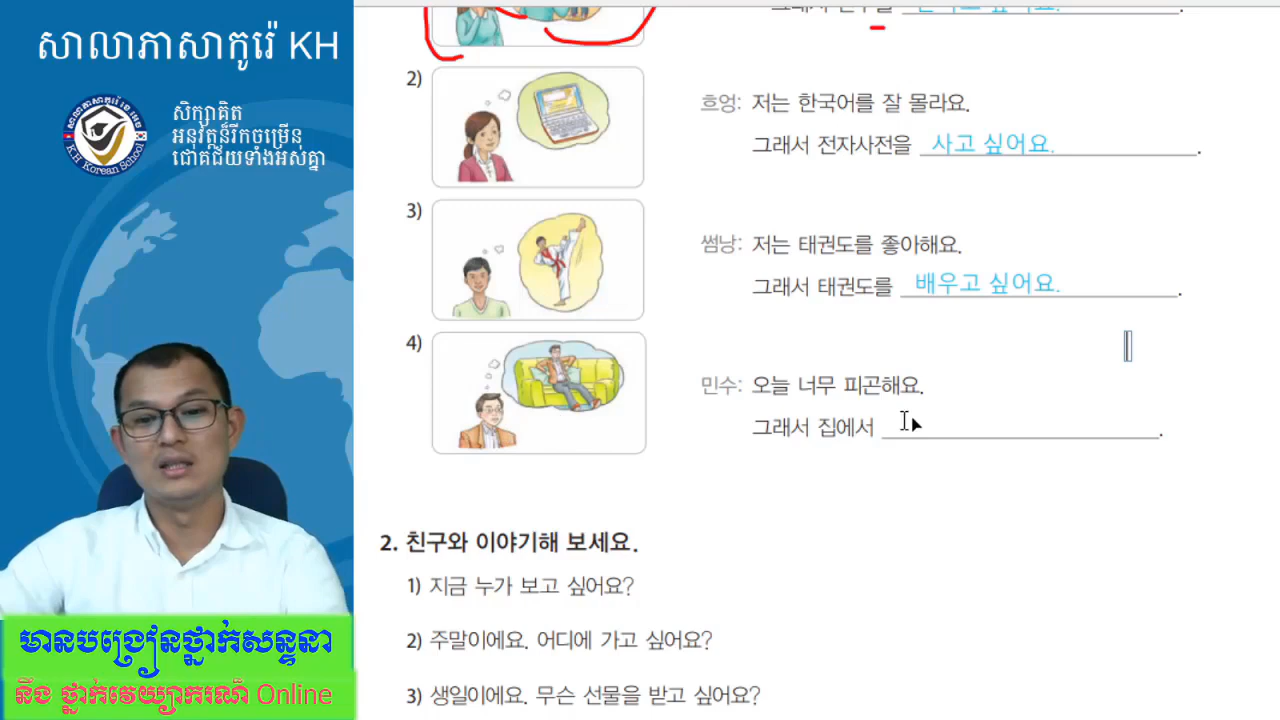 សាលាភាសាកូរ៉េ KH
សិក្សាគិត
អនុវត្តន៍រីកចម្រើន
ជោគជ័យទាំងអស់គ្នា
K.H Korean School
មានបង្រៀនថ្នាក់សន្ទនា
និង ថ្នាក់វេយ្យាករណ៍ Online
2)
흐엉: 저는 한국어를 잘 몰라요.
그래서 전자사전을 사고 싶어요.
3)
썸낭: 저는 태권도를 좋아해요.
그래서 태권도를 배우고 싶어요.
4)
민수: 오늘 너무 피곤해요.
그래서 집에서
2. 친구와 이야기해 보세요.
1) 지금 누가 보고 싶어요?
2) 주말이에요. 어디에 가고 싶어요?
3) 생일이에요. 무슨 선물을 받고 싶어요?